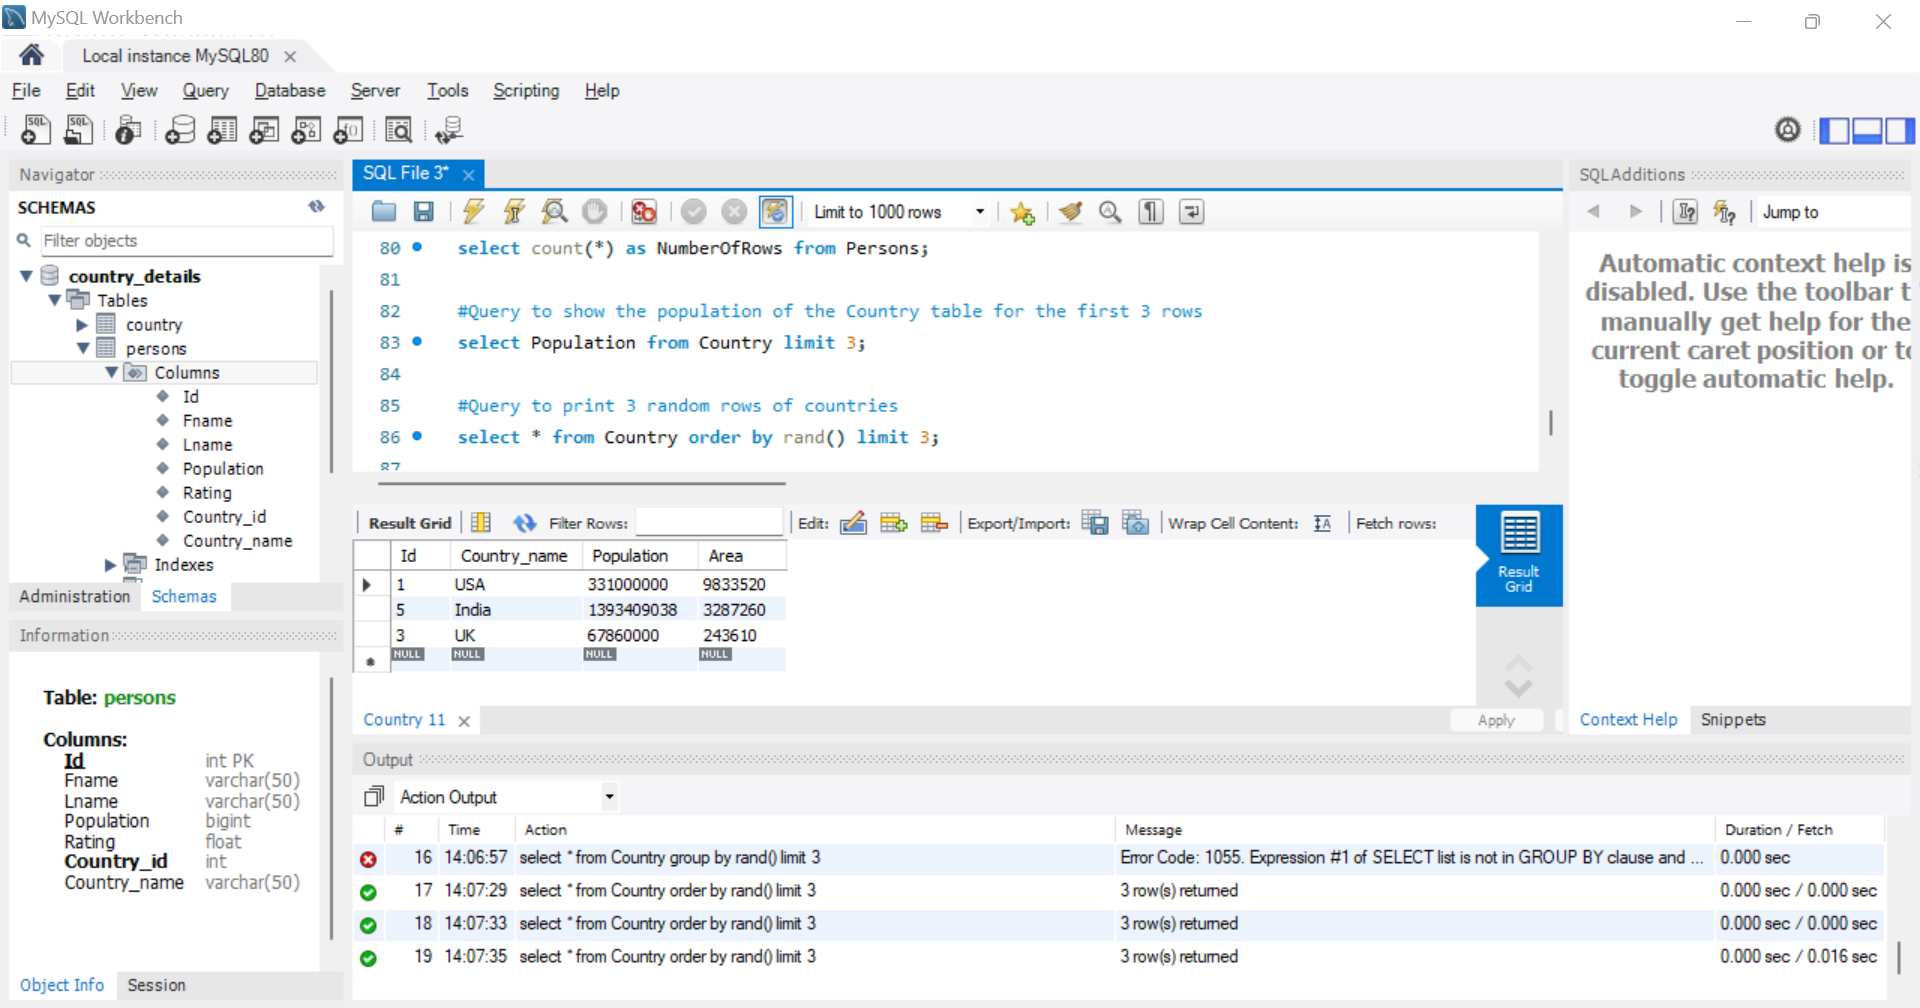 MySQL Workbench
Local instance MySQL80
File Edit View Query Database Server Tools Scripting Help
Navigator
SCHEMAS
Filter objects
country_details
Tables
country
persons
Columns
Id
Fname
Lname
Population
Rating
Country_id
Country_name
Indexes
Administration Schemas
Information
Table: persons
Columns:
Id int PK
Fname varchar(50)
Lname varchar(50)
Population bigint
Rating float
Country_id int
Country_name varchar(50)
Object Info Session
SQL File 3*
Limit to 1000 rows
80 select count(*) as NumberOfRows from Persons;
81
82 #Query to show the population of the Country table for the first 3 rows
83 select Population from Country limit 3;
84
85 #Query to print 3 random rows of countries
86 select * from Country order by rand() limit 3;
87
Result Grid Filter Rows: Edit: Export/Import: Wrap Cell Content: Fetch rows:
Id Country_name Population Area
1 USA 331000000 9833520
5 India 1393409038 3287260
3 UK 67860000 243610
NULL NULL NULL NULL
Result
Grid
Country 11
Apply
Output
Action Output
# Time Action Message Duration / Fetch
16 14:06:57 select * from Country group by rand() limit 3 Error Code: 1055. Expression #1 of SELECT list is not in GROUP BY clause and ... 0.000 sec
17 14:07:29 select * from Country order by rand() limit 3 3 row(s) returned 0.000 sec / 0.000 sec
18 14:07:33 select * from Country order by rand() limit 3 3 row(s) returned 0.000 sec / 0.000 sec
19 14:07:35 select * from Country order by rand() limit 3 3 row(s) returned 0.000 sec / 0.016 sec
SQLAdditions
Jump to
Automatic context help is
disabled. Use the toolbar t
manually get help for the
current caret position or to
toggle automatic help.
Context Help Snippets